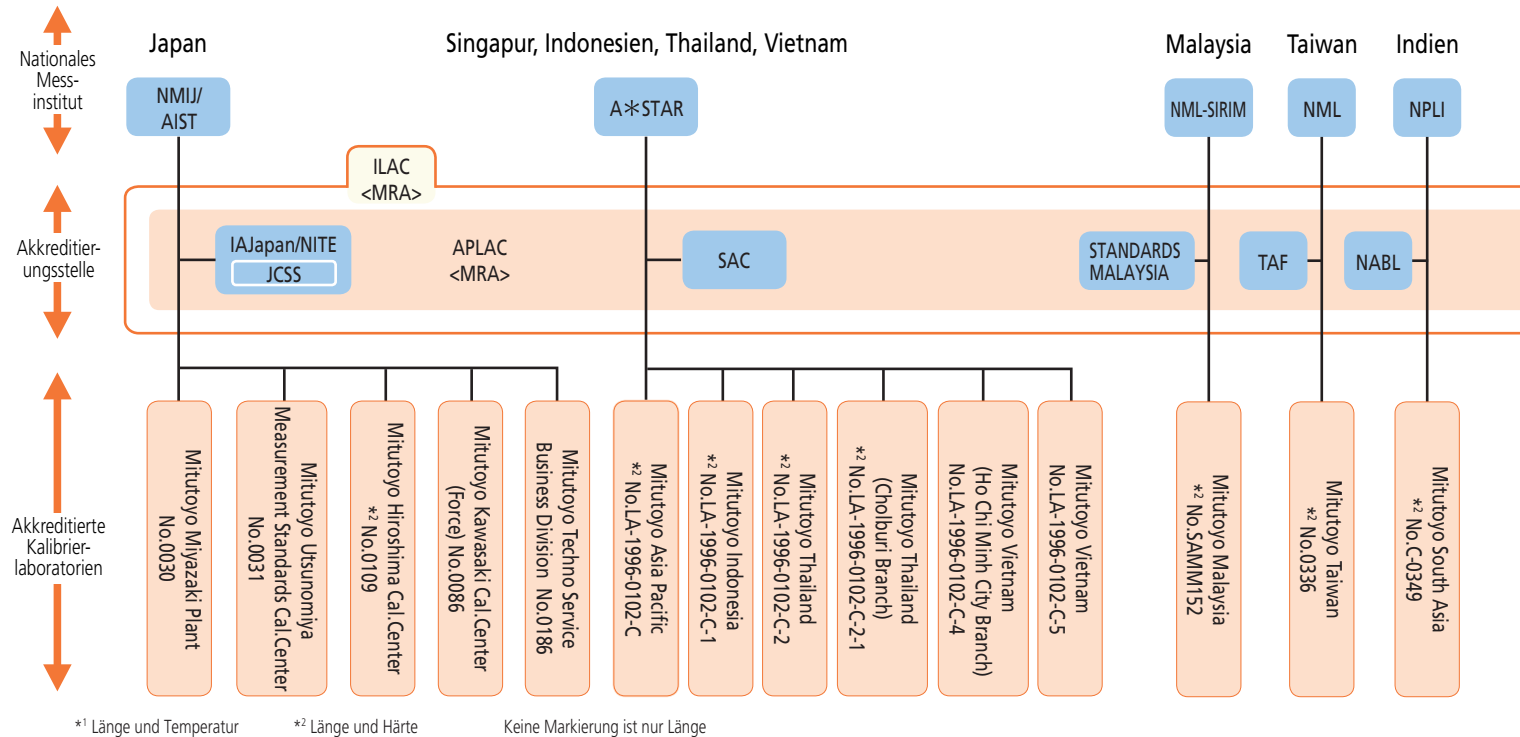 Nationales
Mess-
institut
Japan
Singapur, Indonesien, Thailand, Vietnam
Malaysia
Taiwan
Indien
NMIJ/
AIST
A✳STAR
NML-SIRIM
NML
NPLI
ILAC
<MRA>
Akkreditier-
ungsstelle
IAJapan/NITE
JCSS
APLAC
<MRA>
SAC
STANDARDS
MALAYSIA
TAF
NABL
Akkreditierte
Kalibrier-
laboratorien
Mitutoyo Miyazaki Plant
No.0030
Mitutoyo Utsunomiya
Measurement Standards Cal.Center
No.0031
Mitutoyo Hiroshima Cal.Center
*2 No.0109
Mitutoyo Kawasaki Cal.Center
(Force) No.0086
Mitutoyo Techno Service
Business Division No.0186
Mitutoyo Asia Pacific
*2 No.LA-1996-0102-C
Mitutoyo Indonesia
*2 No.LA-1996-0102-C-1
Mitutoyo Thailand
*2 No.LA-1996-0102-C-2
Mitutoyo Thailand
(Cholburi Branch)
*2 No.LA-1996-0102-C-2-1
Mitutoyo Vietnam
(Ho Chi Minh City Branch)
No.LA-1996-0102-C-4
Mitutoyo Vietnam
No.LA-1996-0102-C-5
Mitutoyo Malaysia
*2 No.SAMM152
Mitutoyo Taiwan
*2 No.0336
Mitutoyo South Asia
*2 No.C-0349
*1 Länge und Temperatur
*2 Länge und Härte
Keine Markierung ist nur Länge